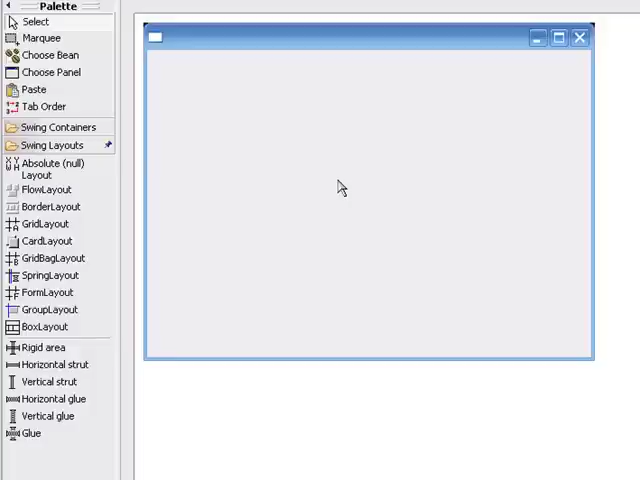 Palette
Select
Marquee
Choose Bean
Choose Panel
Paste
Tab Order
Swing Containers
Swing Layouts
Absolute (null)
Layout
FlowLayout
BorderLayout
GridLayout
CardLayout
GridBagLayout
SpringLayout
FormLayout
GroupLayout
BoxLayout
Rigid area
Horizontal strut
Vertical strut
Horizontal glue
Vertical glue
Glue